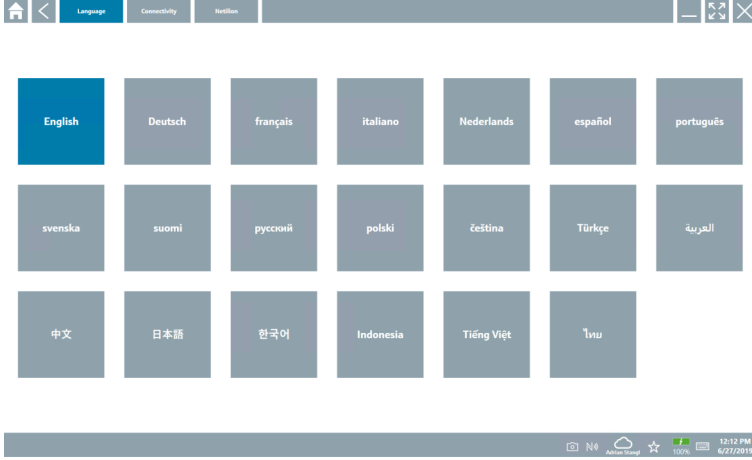 Language Connectivity Netilion
English Deutsch français italiano Nederlands español português
svenska suomi русский polski čeština Türkçe العربية
中文 日本語 한국어 Indonesia Tiếng Việt ไทย
12:12 PM
Adrian Stangl 100% 6/27/2019